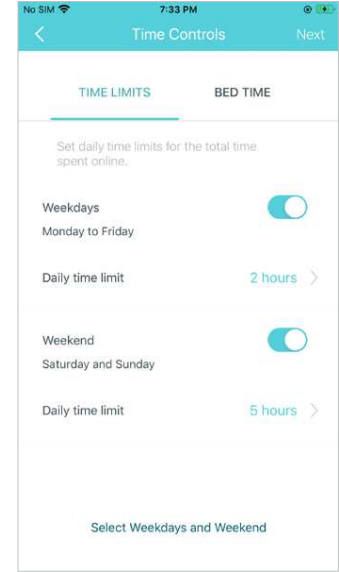 No SIM 7:33 PM
Time Controls Next
TIME LIMITS BED TIME
Set daily time limits for the total time
spent online.
Weekdays
Monday to Friday
Daily time limit 2 hours
Weekend
Saturday and Sunday
Daily time limit 5 hours
Select Weekdays and Weekend